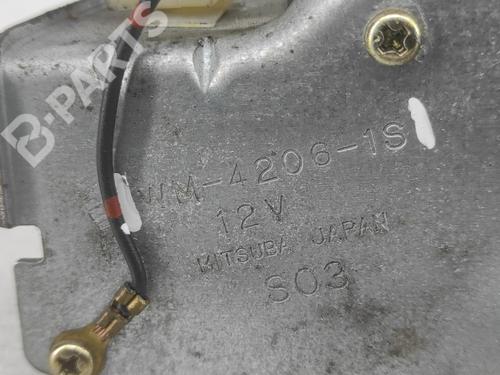 B-PARTS
WM-4206-1S
12V
MITSUBA JAPAN
S03